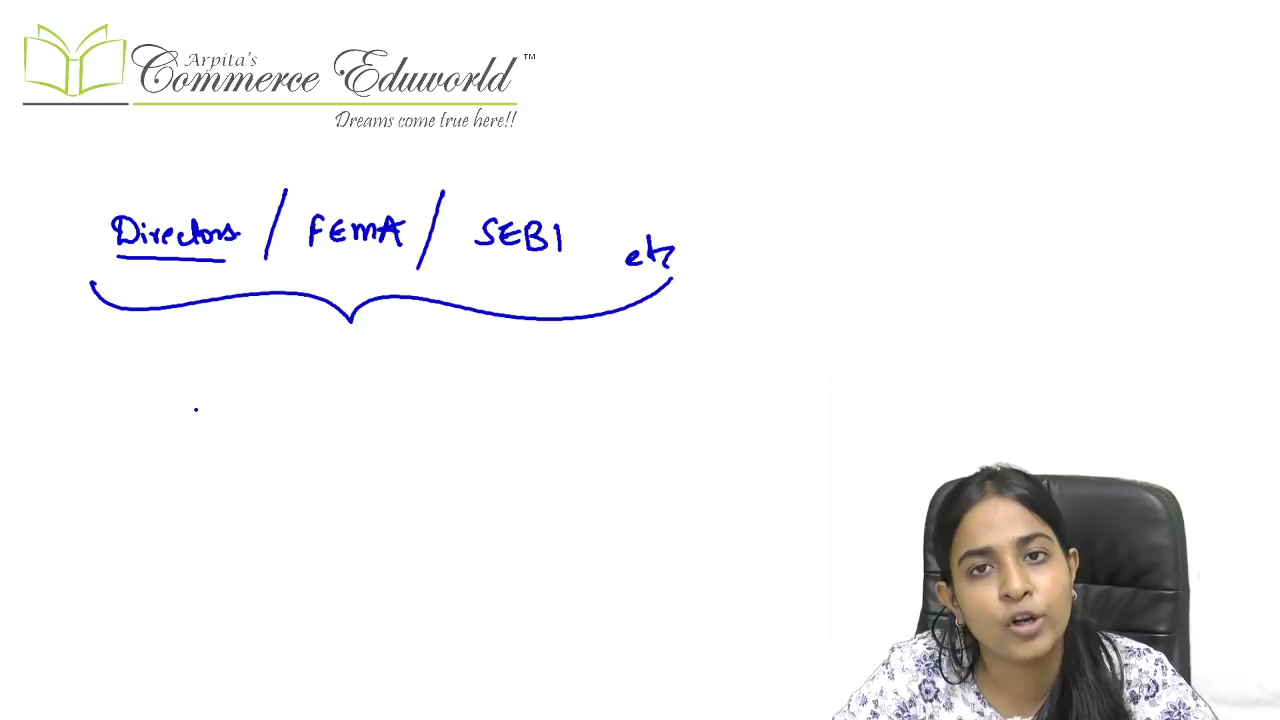 Arpita's
Commerce Eduworld™
Dreams come true here!!
Directors / FEMA / SEBI etc